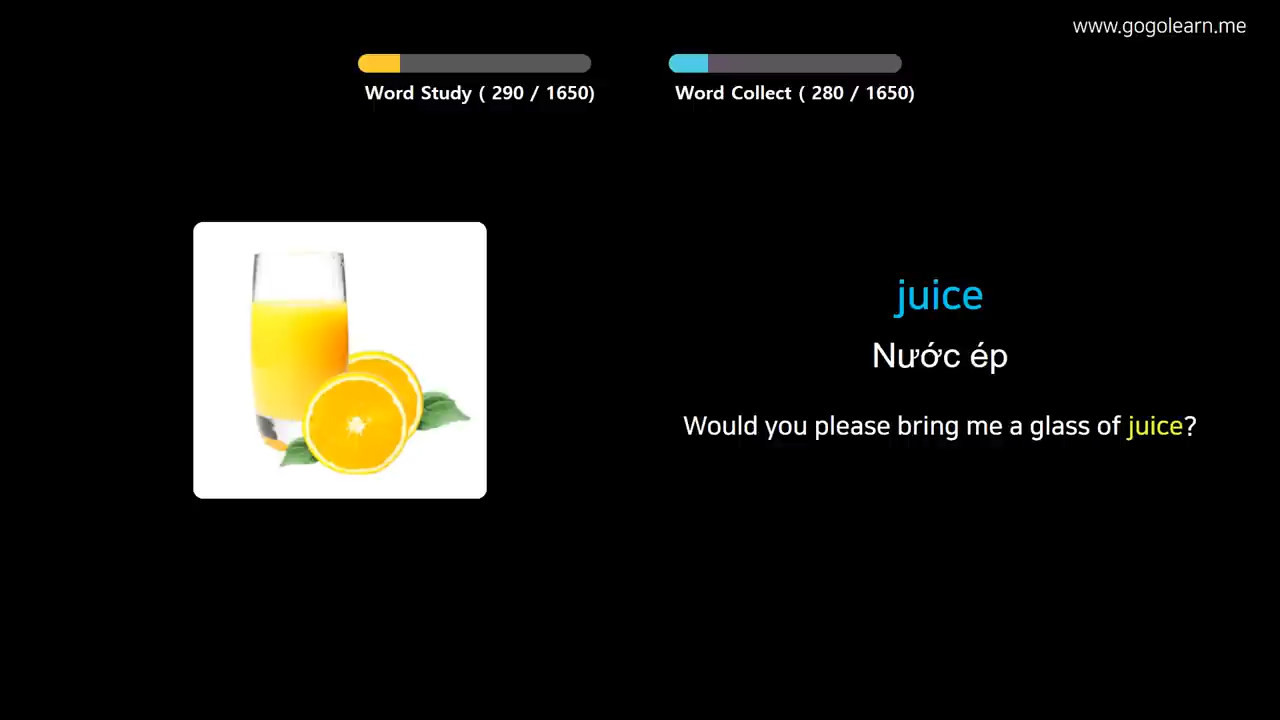 www.gogolearn.me
Word Study ( 290 / 1650)
Word Collect ( 280 / 1650)
juice
Nước ép
Would you please bring me a glass of juice?